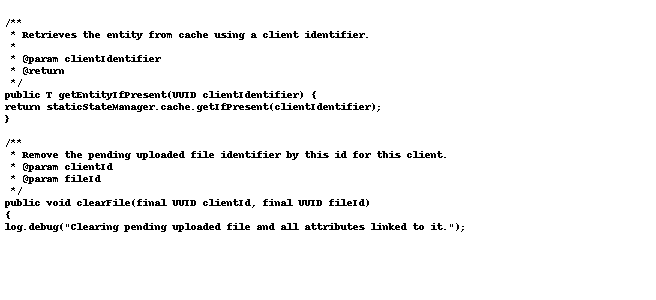 /**
 * Retrieves the entity from cache using a client identifier.
 *
 * @param clientIdentifier
 * @return
 */
public T getEntityIfPresent(UUID clientIdentifier) {
return staticStateManager.cache.getIfPresent(clientIdentifier);
}

/**
 * Remove the pending uploaded file identifier by this id for this client.
 * @param clientId
 * @param fileId
 */
public void clearFile(final UUID clientId, final UUID fileId)
{
log.debug("Clearing pending uploaded file and all attributes linked to it.");